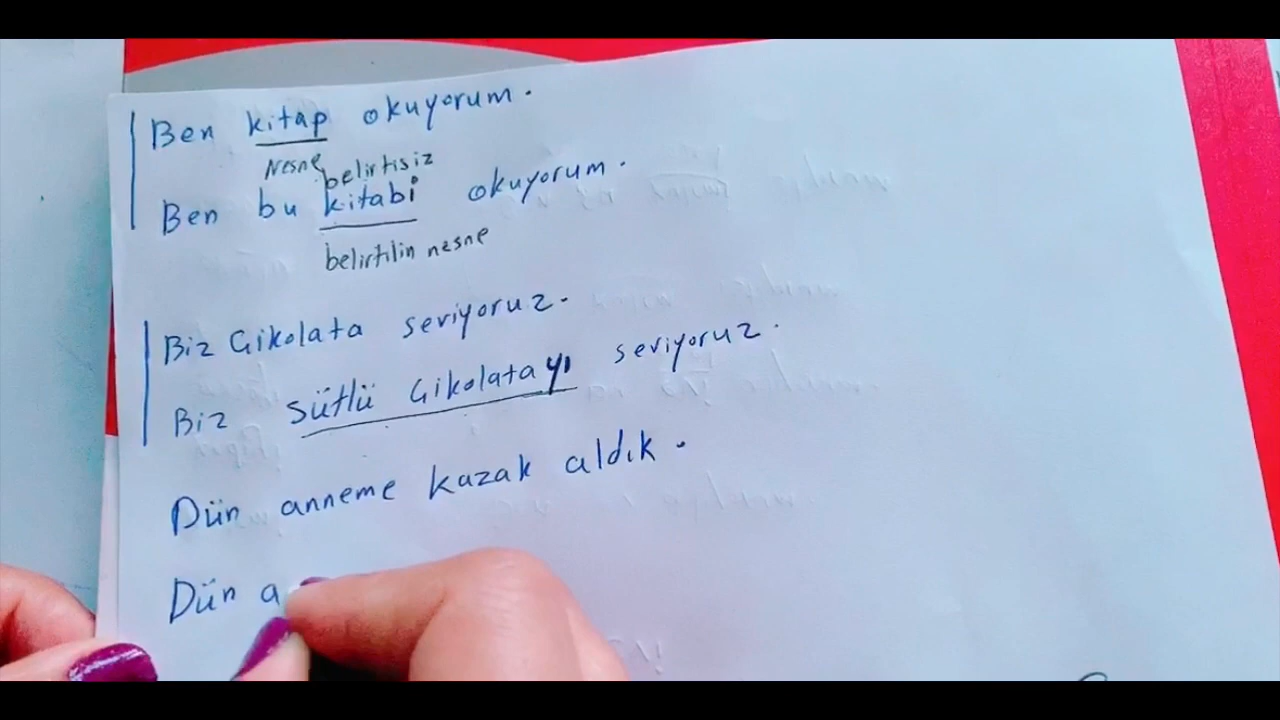 Ben kitap okuyorum.
Nesne belirtisiz
Ben bu kitabi okuyorum.
belirtilin nesne
Biz Çikolata seviyoruz.
Biz sütlü Çikolatayı seviyoruz.
Dün anneme kazak aldık.
Dün a